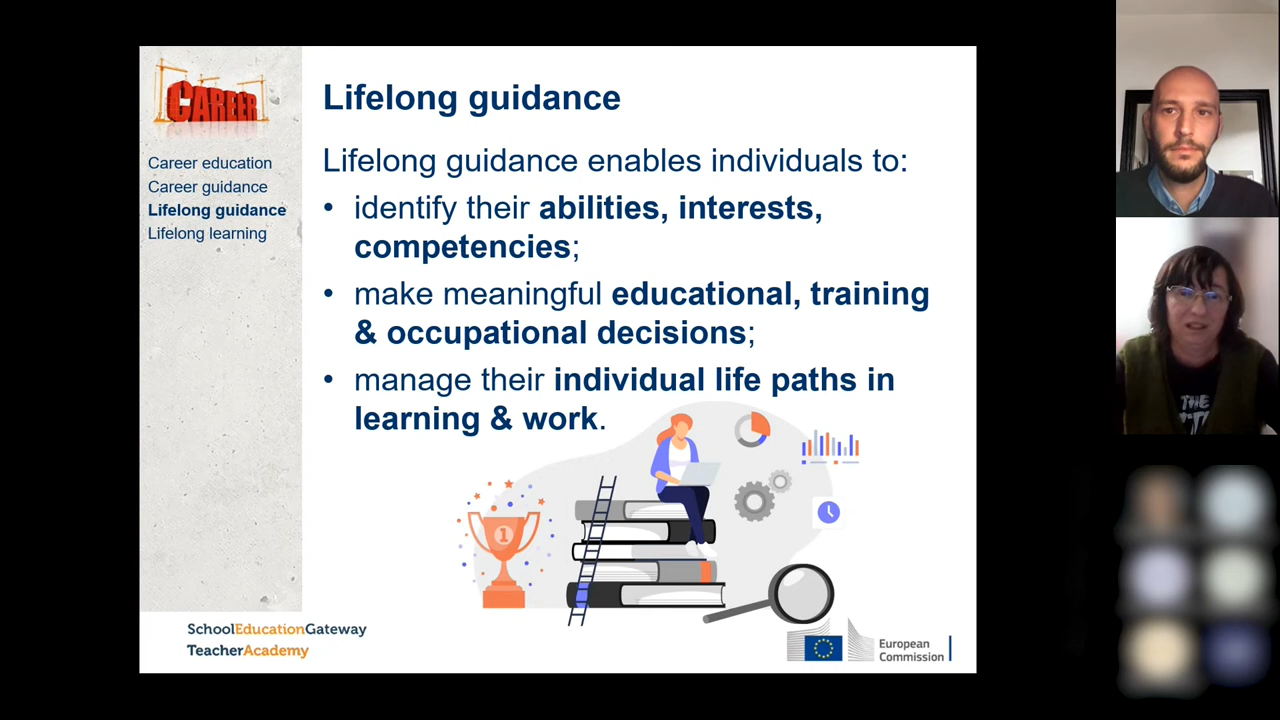 CAREER
Career education
Career guidance
Lifelong guidance
Lifelong learning
Lifelong guidance
Lifelong guidance enables individuals to:
• identify their abilities, interests,
competencies;
• make meaningful educational, training
& occupational decisions;
• manage their individual life paths in
learning & work.
1
SchoolEducationGateway
TeacherAcademy
European
Commission
THE